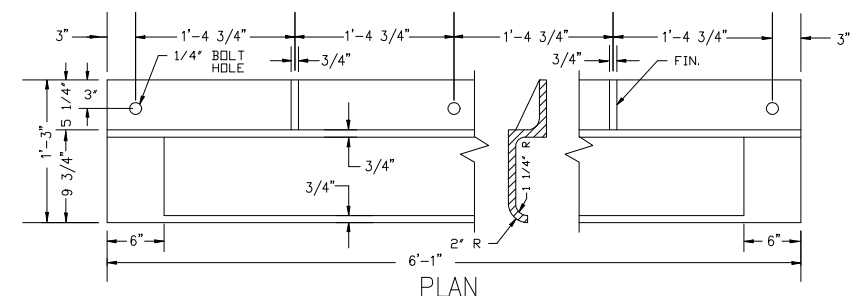 3" 1'-4 3/4" 1'-4 3/4" 1'-4 3/4" 1'-4 3/4" 3"
1/4" BOLT
HOLE
3/4"
3/4"
FIN.
1'-3"
5 1/4"
3"
9 3/4"
3/4"
3/4"
1 1/4" R
2" R
6"
6"
6'-1"
PLAN